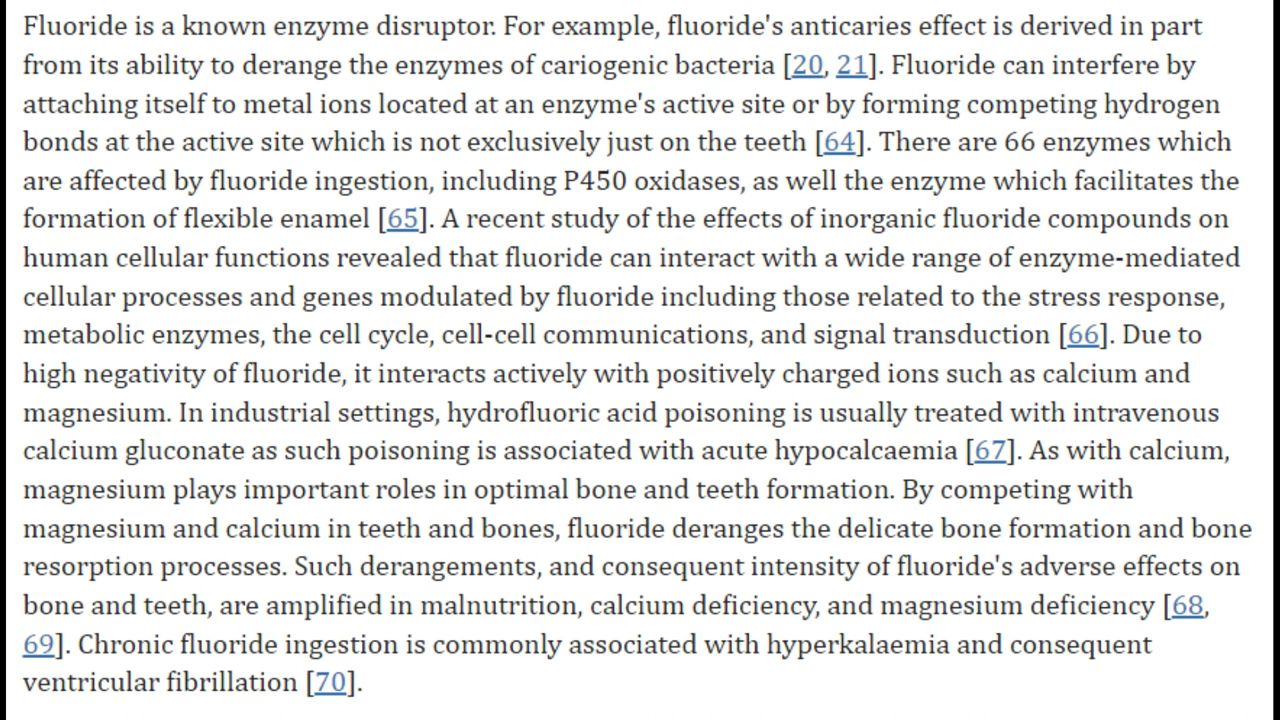 Fluoride is a known enzyme disruptor. For example, fluoride's anticaries effect is derived in part
from its ability to derange the enzymes of cariogenic bacteria [20, 21]. Fluoride can interfere by
attaching itself to metal ions located at an enzyme's active site or by forming competing hydrogen
bonds at the active site which is not exclusively just on the teeth [64]. There are 66 enzymes which
are affected by fluoride ingestion, including P450 oxidases, as well the enzyme which facilitates the
formation of flexible enamel [65]. A recent study of the effects of inorganic fluoride compounds on
human cellular functions revealed that fluoride can interact with a wide range of enzyme-mediated
cellular processes and genes modulated by fluoride including those related to the stress response,
metabolic enzymes, the cell cycle, cell-cell communications, and signal transduction [66]. Due to
high negativity of fluoride, it interacts actively with positively charged ions such as calcium and
magnesium. In industrial settings, hydrofluoric acid poisoning is usually treated with intravenous
calcium gluconate as such poisoning is associated with acute hypocalcaemia [67]. As with calcium,
magnesium plays important roles in optimal bone and teeth formation. By competing with
magnesium and calcium in teeth and bones, fluoride deranges the delicate bone formation and bone
resorption processes. Such derangements, and consequent intensity of fluoride's adverse effects on
bone and teeth, are amplified in malnutrition, calcium deficiency, and magnesium deficiency [68,
69]. Chronic fluoride ingestion is commonly associated with hyperkalaemia and consequent
ventricular fibrillation [70].